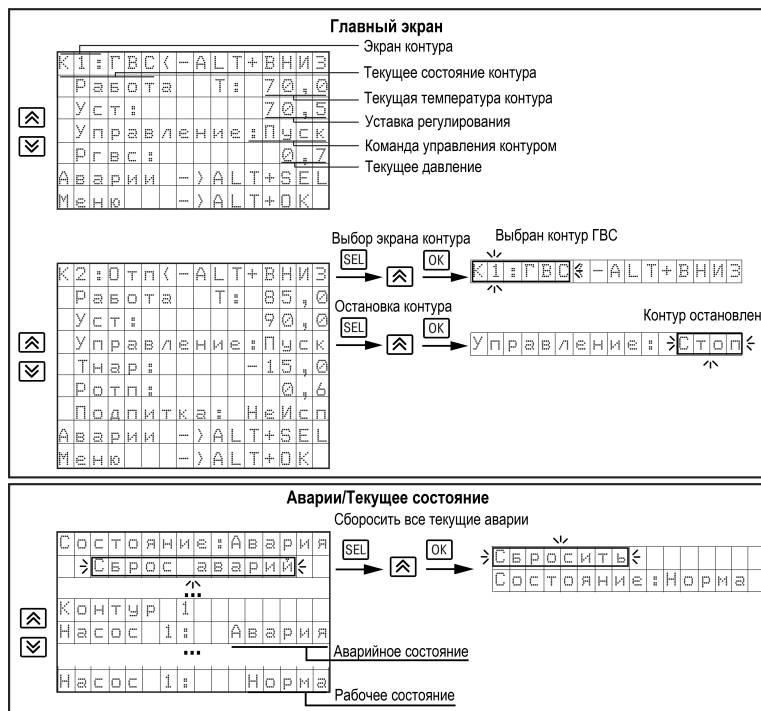 Главный экран
К1:ГВС<-ALT+ВНИЗ
Работа Т: 70,0
Уст: 70,5
Управление:Пуск
Ргвс: 0,7
Аварии ->ALT+SEL
Меню ->ALT+OK
Экран контура
Текущее состояние контура
Текущая температура контура
Уставка регулирования
Команда управления контуром
Текущее давление
К2:Отп<-ALT+ВНИЗ
Работа Т: 85,0
Уст: 90,0
Управление:Пуск
Тнар: -15,0
Ротп: 0,6
Подпитка: НеИсп
Аварии ->ALT+SEL
Меню ->ALT+OK
Выбор экрана контура
Выбран контур ГВС
SEL
OK
К1:ГВС<-ALT+ВНИЗ
Остановка контура
Контур остановлен
SEL
OK
Управление: Стоп
Аварии/Текущее состояние
Состояние:Авария
Сброс аварий
...
Контур 1
Насос 1: Авария
...
Насос 1: Норма
Сбросить все текущие аварии
SEL
OK
Сбросить
Состояние:Норма
Аварийное состояние
Рабочее состояние